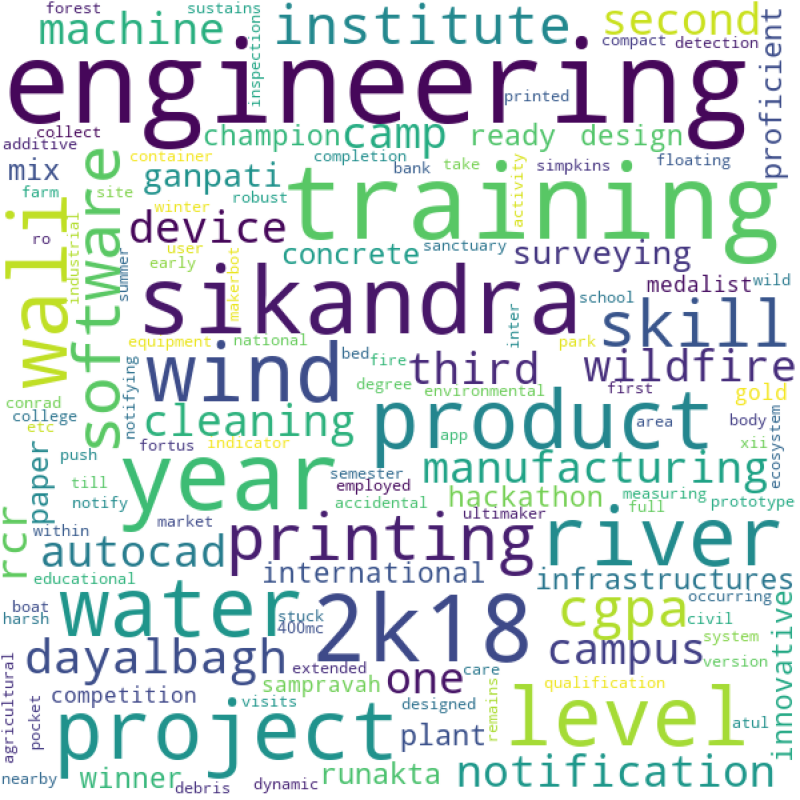 forest sustains
machine institute second
inspections
compact detection
engineering
proficient
printed
collect champion camp ready design
additive container completion bank take activity simpkins floating
mix ganpati
farm site robust
training
wali
software
industrial
ro winter device concrete sanctuary surveying
user
early
summer
makerbot
sikandra
medalist wild
school
inter
skill
equipment national
park
notifying
wind bed fire third wildfire
degree environmental first gold
conrad
college cleaning product area body
etc
fortus indicator app xii
ecosystem
push
paper
till year semester manufacturing
employed
notify accidental hackathon measuring prototype
full
rcr
within market printing ultimaker river
autocad
international infrastructures
educational occurring
boat water stuck 2k18 cgpa civil
harsh 400mc
innovative
system
dayalbagh extended one care campus version
agricultural
pocket
competition sampravah designed qualification
visits
remains
project plant level atul
nearby winner debris dynamic runakta notification